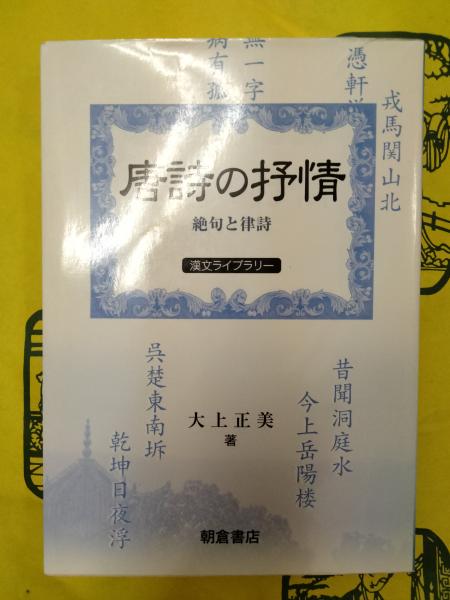 無一字
病有孤
憑軒
戎馬関山北
唐詩の抒情
絶句と律詩
漢文ライブラリー
昔聞洞庭水
今上岳陽楼
呉楚東南坼
乾坤日夜浮
大上正美
著
朝倉書店